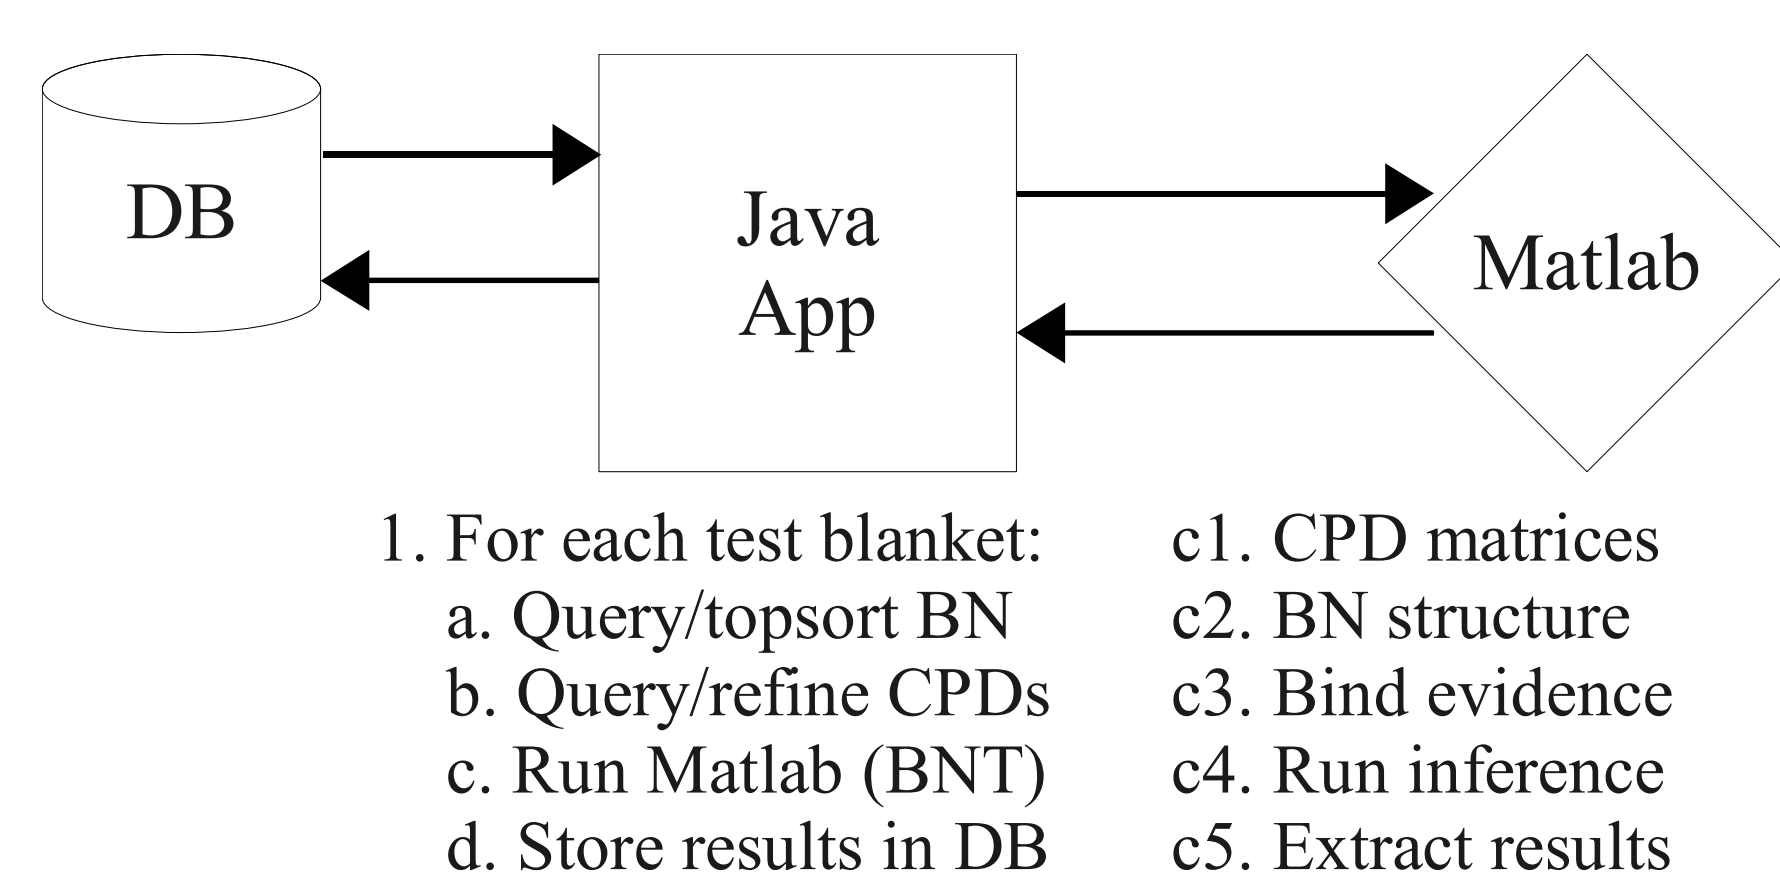 DB
Java
App
Matlab
1. For each test blanket:
a. Query/topsort BN
b. Query/refine CPDs
c. Run Matlab (BNT)
d. Store results in DB
c1. CPD matrices
c2. BN structure
c3. Bind evidence
c4. Run inference
c5. Extract results